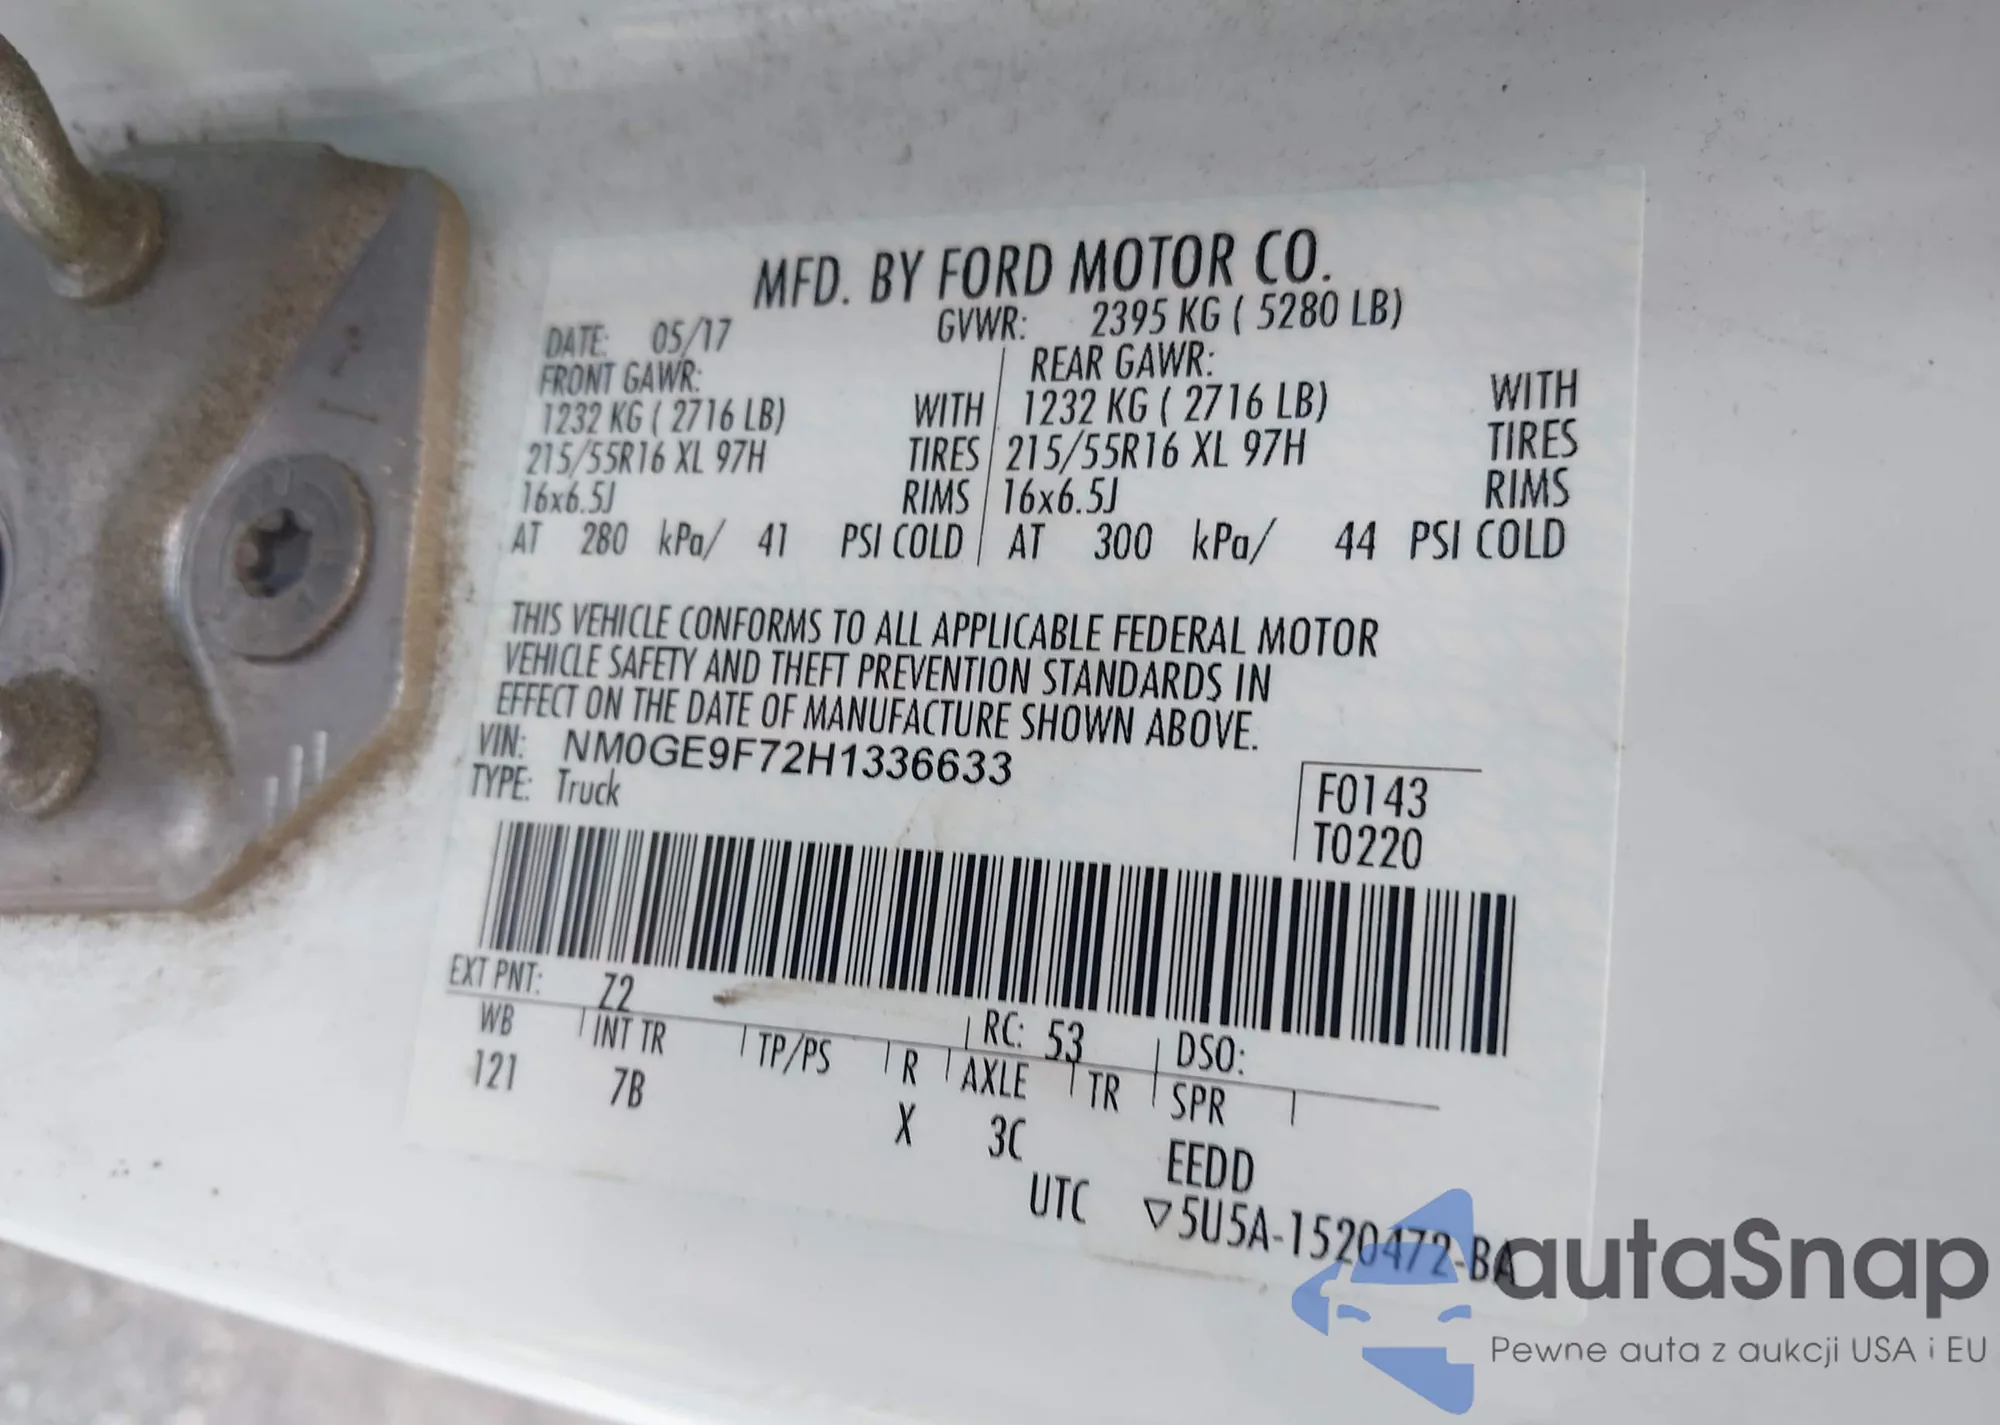 MFD. BY FORD MOTOR CO.
DATE: 05/17 GVWR: 2395 KG ( 5280 LB)
FRONT GAWR: REAR GAWR:
1232 KG ( 2716 LB) WITH 1232 KG ( 2716 LB) WITH
215/55R16 XL 97H TIRES 215/55R16 XL 97H TIRES
16x6.5J RIMS 16x6.5J RIMS
AT 280 kPa/ 41 PSI COLD AT 300 kPa/ 44 PSI COLD
THIS VEHICLE CONFORMS TO ALL APPLICABLE FEDERAL MOTOR
VEHICLE SAFETY AND THEFT PREVENTION STANDARDS IN
EFFECT ON THE DATE OF MANUFACTURE SHOWN ABOVE.
VIN: NM0GE9F72H1336633
TYPE: Truck
F0143
T0220
EXT PNT: Z2 RC: 53 DSO:
WB INT TR TP/PS R AXLE TR SPR
121 7B X 3C EEDD
UTC ▽5U5A-1520472-BA
autaSnap
Pewne auta z aukcji USA i EU